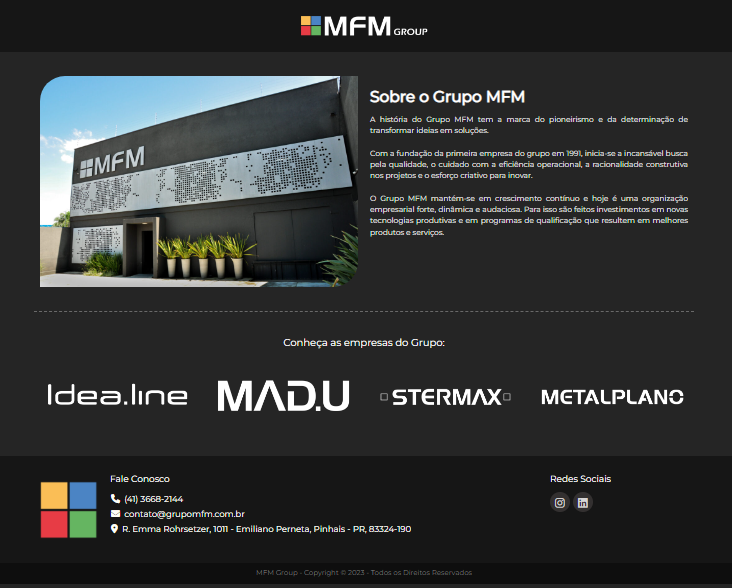 MFM GROUP
MFM
Sobre o Grupo MFM
A história do Grupo MFM tem a marca do pioneirismo e da determinação de
transformar ideias em soluções.
Com a fundação da primeira empresa do grupo em 1991, inicia-se a incansável busca
pela qualidade, o cuidado com a eficiência operacional, a racionalidade construtiva
nos projetos e o esforço criativo para inovar.
O Grupo MFM mantém-se em crescimento contínuo e hoje é uma organização
empresarial forte, dinâmica e audaciosa. Para isso são feitos investimentos em novas
tecnologias produtivas e em programas de qualificação que resultem em melhores
produtos e serviços.
Conheça as empresas do Grupo:
Idea.line
MAD.U
STERMAX
METALPLANO
Fale Conosco
(41) 3668-2144
contato@grupomfm.com.br
R. Emma Rohrsetzer, 1011 - Emiliano Perneta, Pinhais - PR, 83324-190
Redes Sociais
MFM Group - Copyright © 2023 - Todos os Direitos Reservados